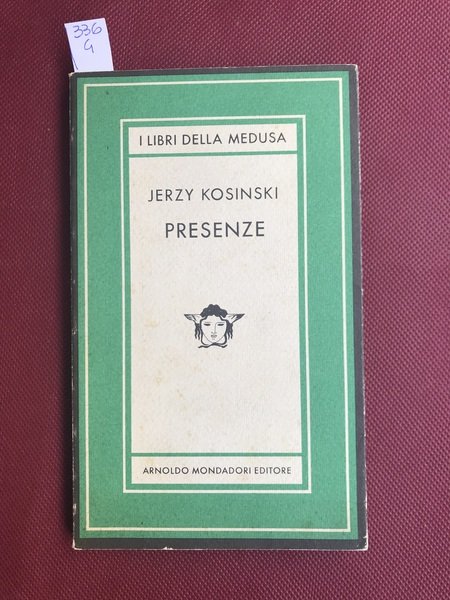 336
G
I LIBRI DELLA MEDUSA
JERZY KOSINSKI
PRESENZE
ARNOLDO MONDADORI EDITORE